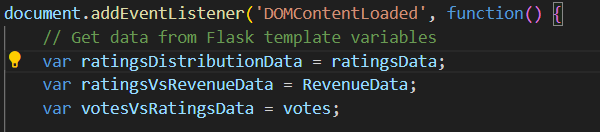 document.addEventListener('DOMContentLoaded', function() {
// Get data from Flask template variables
var ratingsDistributionData = ratingsData;
var ratingsVsRevenueData = RevenueData;
var votesVsRatingsData = votes;